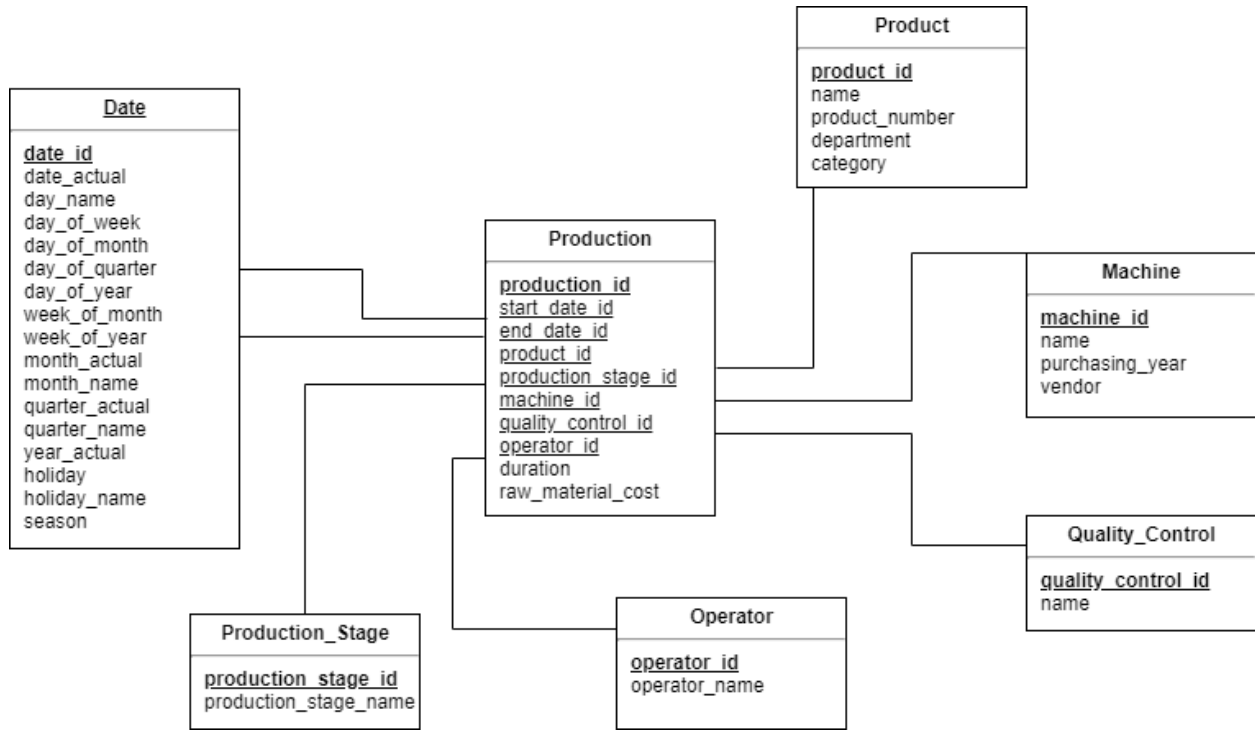 Product
product_id
name
product_number
department
category
Date
date_id
date_actual
day_name
day_of_week
day_of_month
day_of_quarter
day_of_year
week_of_month
week_of_year
month_actual
month_name
quarter_actual
quarter_name
year_actual
holiday
holiday_name
season
Production
production_id
start_date_id
end_date_id
product_id
production_stage_id
machine_id
quality_control_id
operator_id
duration
raw_material_cost
Machine
machine_id
name
purchasing_year
vendor
Quality_Control
quality_control_id
name
Production_Stage
production_stage_id
production_stage_name
Operator
operator_id
operator_name